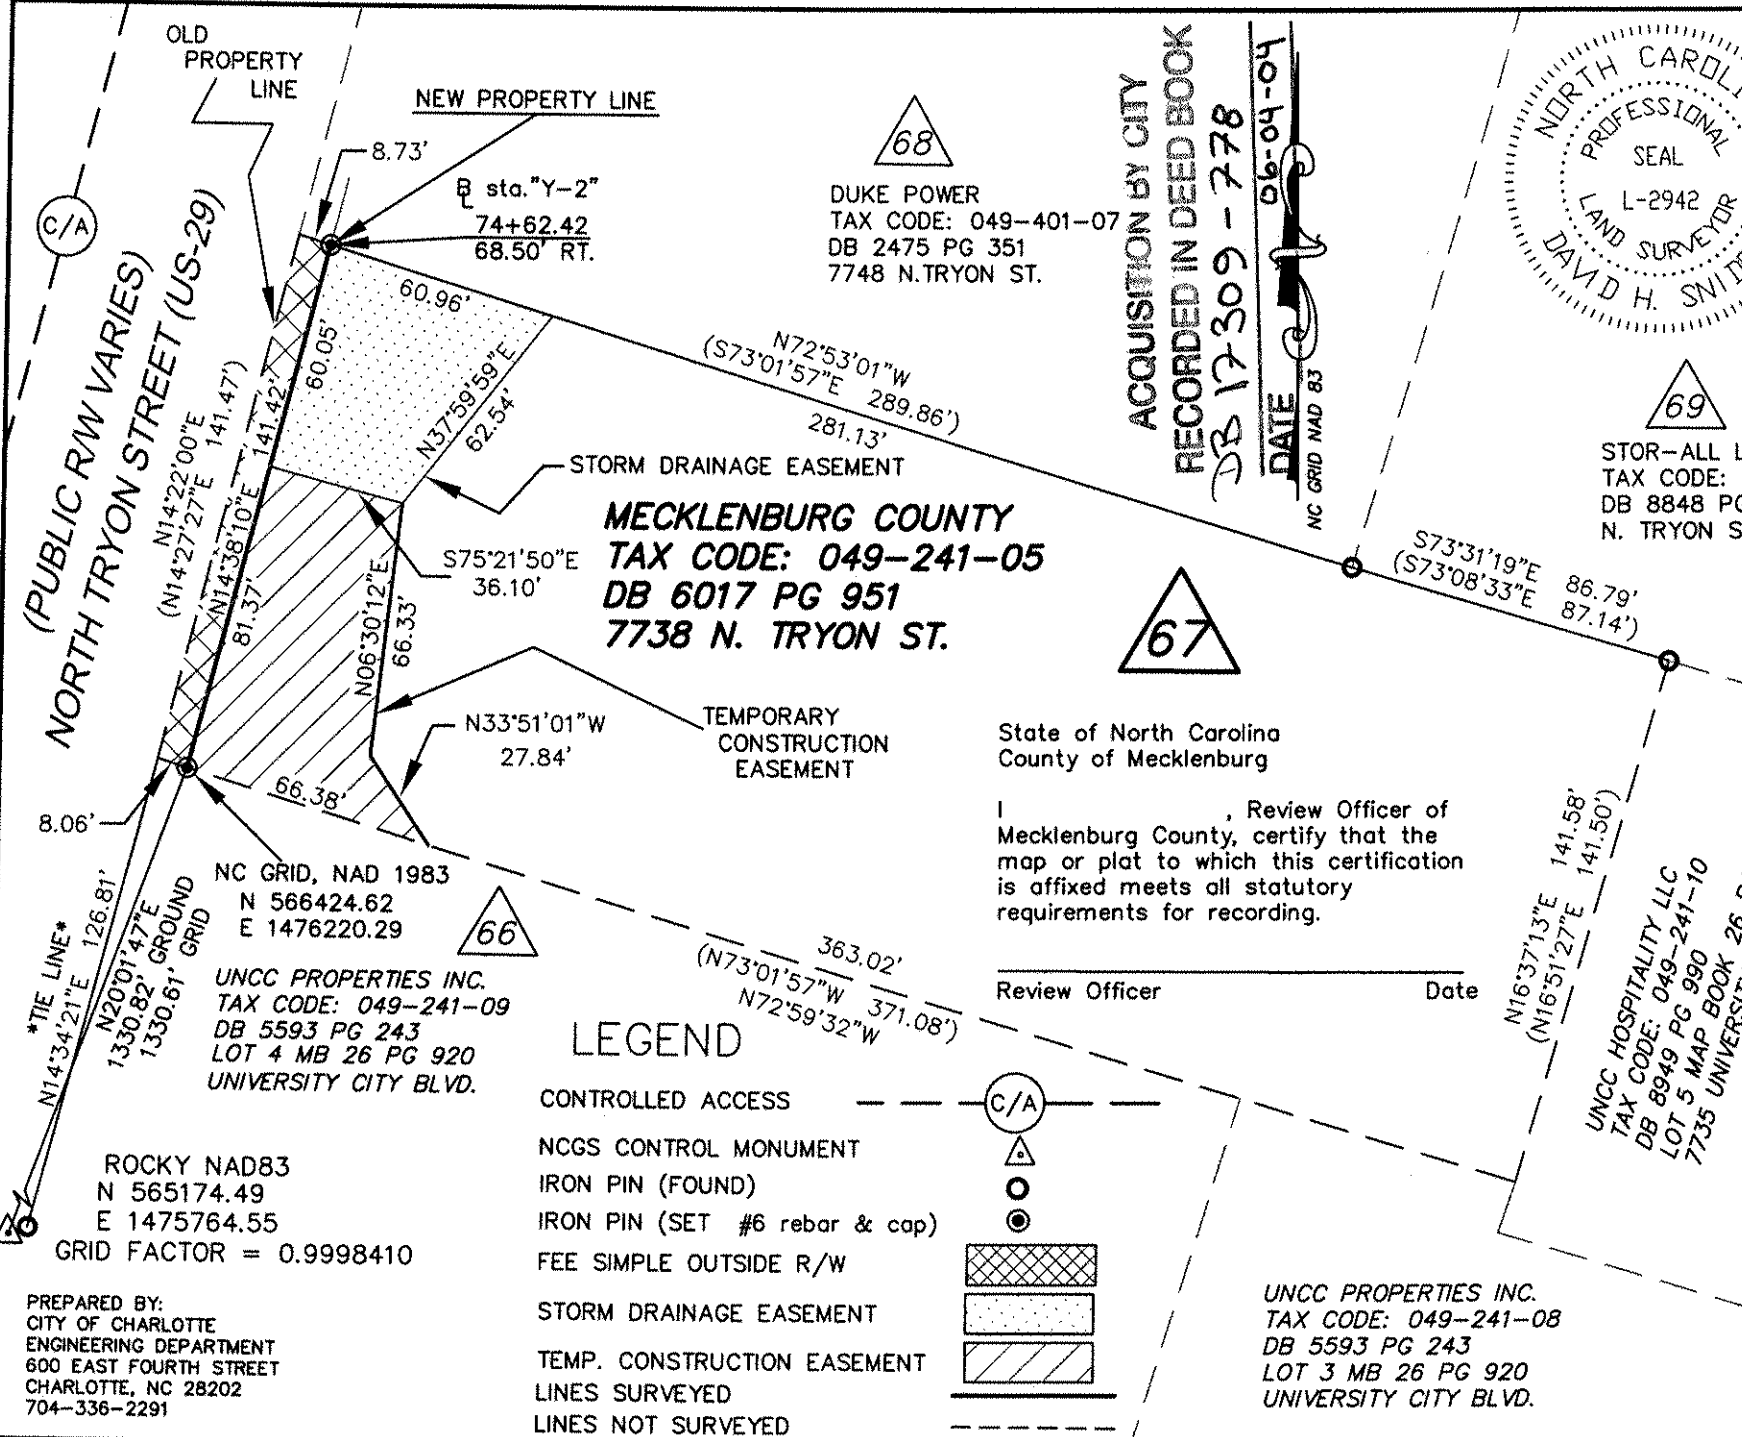 OLD
PROPERTY
LINE
NEW PROPERTY LINE
8.73'
B sta."Y-2"
74+62.42
68.50' RT.
C/A
(PUBLIC R/W VARIES)
NORTH TRYON STREET (US-29)
68
DUKE POWER
TAX CODE: 049-401-07
DB 2475 PG 351
7748 N.TRYON ST.
ACQUISITION BY CITY
RECORDED IN DEED BOOK
DB 17309-778
DATE 06-04-04
NC GRID NAD 83
NORTH CAROLI
PROFESSIONAL
SEAL
L-2942
LAND SURVEYOR
DAVID H. SNIDE
69
STOR-ALL L
TAX CODE:
DB 8848 PG
N. TRYON S
60.96'
60.05'
N37°59'59"E
62.54'
N72°53'01"W
(S73°01'57"E 289.86')
281.13'
STORM DRAINAGE EASEMENT
N14°22'00"E
(N14°27'27"E 141.47')
N14°38'10"E 141.42'
81.37'
S75°21'50"E
36.10'
N06°30'12"E
66.33'
MECKLENBURG COUNTY
TAX CODE: 049-241-05
DB 6017 PG 951
7738 N. TRYON ST.
67
S73°31'19"E 86.79'
(S73°08'33"E 87.14')
N33°51'01"W
27.84'
TEMPORARY
CONSTRUCTION
EASEMENT
66.38'
8.06'
State of North Carolina
County of Mecklenburg
I , Review Officer of
Mecklenburg County, certify that the
map or plat to which this certification
is affixed meets all statutory
requirements for recording.
Review Officer Date
N16°37'13"E 141.58'
(N16°51'27"E 141.50')
UNCC HOSPITALITY LLC
TAX CODE: 049-241-10
DB 8949 PG 990
LOT 5 MAP BOOK 26
7735 UNIVERSIT
NC GRID, NAD 1983
N 566424.62
E 1476220.29
66
UNCC PROPERTIES INC.
TAX CODE: 049-241-09
DB 5593 PG 243
LOT 4 MB 26 PG 920
UNIVERSITY CITY BLVD.
*TIE LINE*
N14°34'21"E 126.81'
N20°01'47"E
1330.82' GROUND
1330.61' GRID
363.02'
(N73°01'57"W 371.08')
N72°59'32"W
ROCKY NAD83
N 565174.49
E 1475764.55
GRID FACTOR = 0.9998410
PREPARED BY:
CITY OF CHARLOTTE
ENGINEERING DEPARTMENT
600 EAST FOURTH STREET
CHARLOTTE, NC 28202
704-336-2291
LEGEND
CONTROLLED ACCESS C/A
NCGS CONTROL MONUMENT
IRON PIN (FOUND)
IRON PIN (SET #6 rebar & cap)
FEE SIMPLE OUTSIDE R/W
STORM DRAINAGE EASEMENT
TEMP. CONSTRUCTION EASEMENT
LINES SURVEYED
LINES NOT SURVEYED
UNCC PROPERTIES INC.
TAX CODE: 049-241-08
DB 5593 PG 243
LOT 3 MB 26 PG 920
UNIVERSITY CITY BLVD.